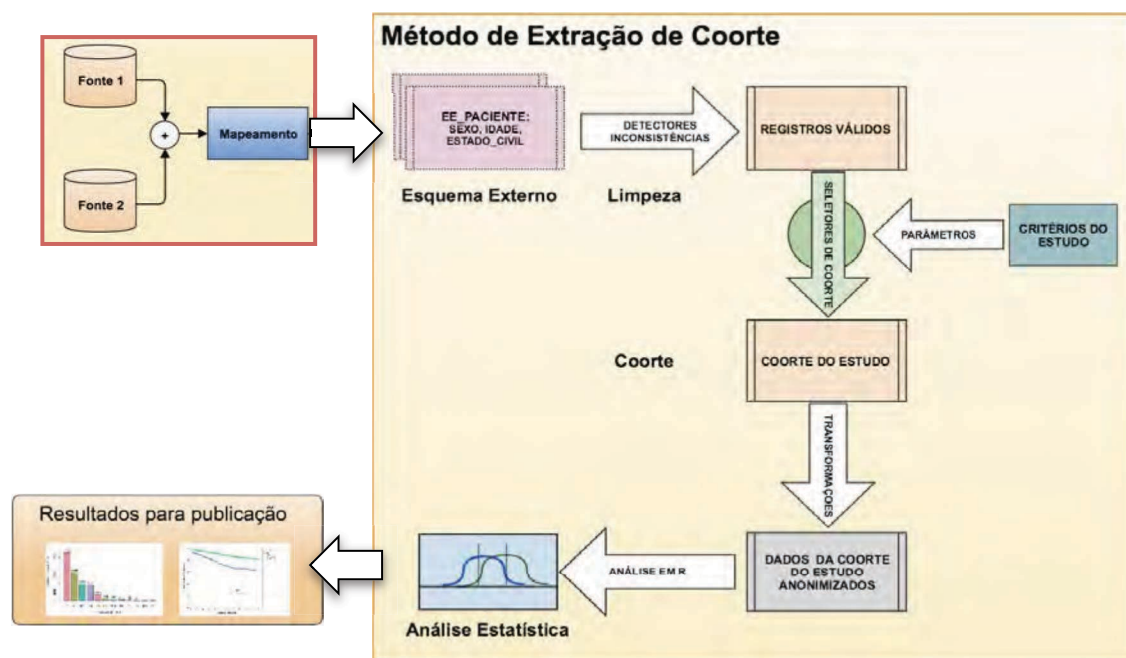 Método de Extração de Coorte
Fonte 1
+
Mapeamento
Fonte 2
EE_PACIENTE:
SEXO, IDADE,
ESTADO_CIVIL
Esquema Externo
DETECTORES
INCONSISTÊNCIAS
Limpeza
REGISTROS VÁLIDOS
SELETORES DE COORTE
PARÂMETROS
CRITÉRIOS DO
ESTUDO
Coorte
COORTE DO ESTUDO
TRANSFORMAÇOES
Resultados para publicação
ANÁLISE EM R
DADOS DA COORTE
DO ESTUDO
ANONIMIZADOS
Análise Estatística